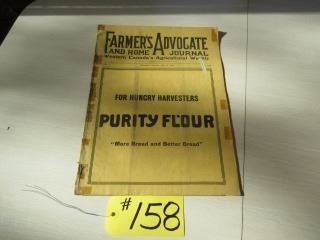 FARMER'S ADVOCATE
AND HOME JOURNAL
Western Canada's Agricultural Weekly
FOR HUNGRY HARVESTERS
PURITY FLOUR
"More Bread and Better Bread"
#158